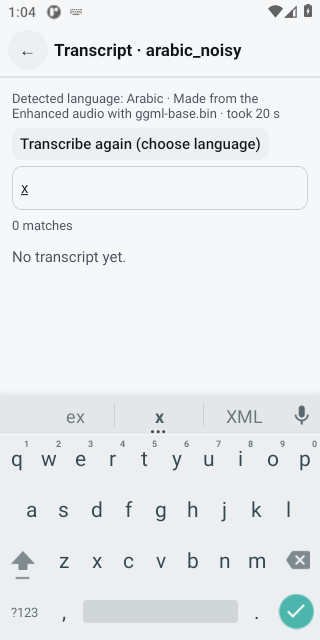 1:04
← Transcript · arabic_noisy
Detected language: Arabic · Made from the
Enhanced audio with ggml-base.bin · took 20 s
Transcribe again (choose language)
x
0 matches
No transcript yet.
ex x XML
1 2 3 4 5 6 7 8 9 0
q w e r t y u i o p
a s d f g h j k l
z x c v b n m
?123 , .